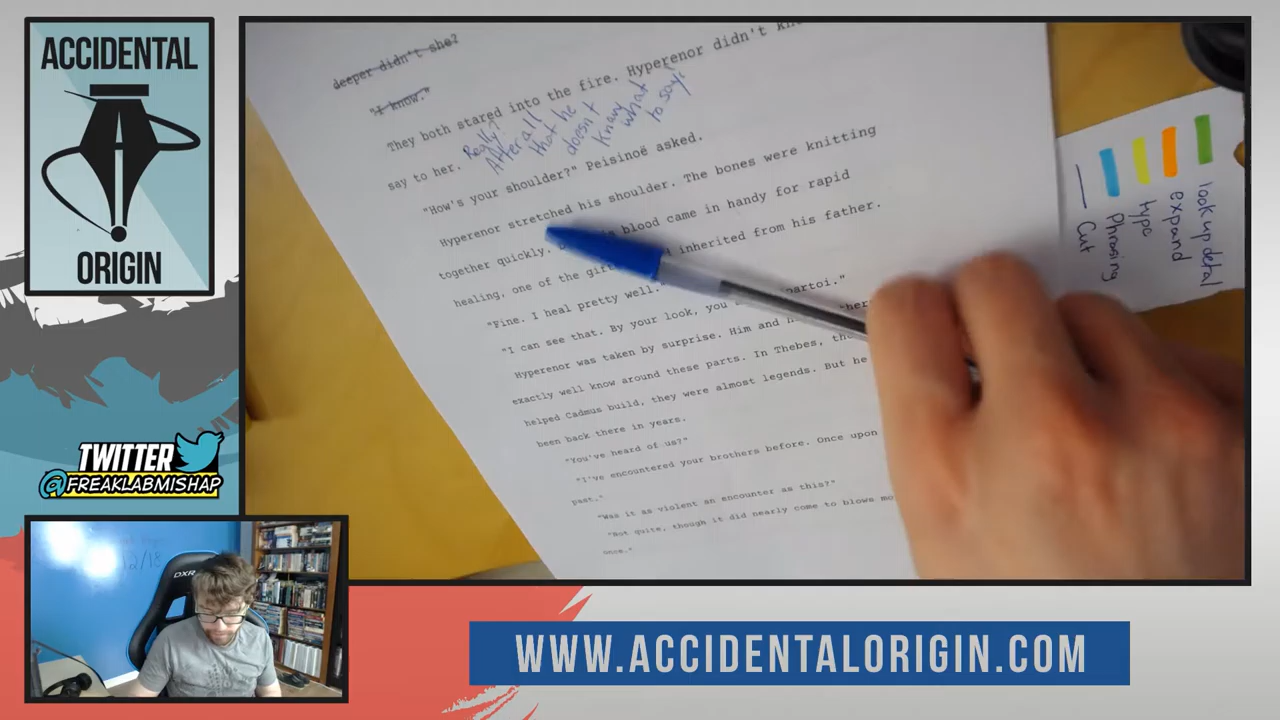 ACCIDENTAL
ORIGIN
TWITTER
@FREAKLABMISHAP
12/18
DXR
deeper didn't she?
"I know."
They both stared into the fire. Hyperenor didn't
say to her.
Really?
After all
that he
doesn't
know
what
to say?
"How's your shoulder?" Peisinoë asked.
Hyperenor stretched his shoulder. The bones were knitting
together quickly. blood came in handy for rapid
healing, one of the inherited from his father.
"Fine. I heal pretty well."
"I can see that. By your look, you partoi."
Hyperenor was taken by surprise. Him and
exactly well know around these parts. In Thebes,
helped Cadmus build, they were almost legends. But he
been back there in years.
"You've heard of us?"
"I've encountered your brothers before. Once upon
past."
"Was it as violent an encounter as this?"
"Not quite, though it did nearly come to blows
once."
look up detail
expand
type
Phrasing
Cut
WWW.ACCIDENTALORIGIN.COM